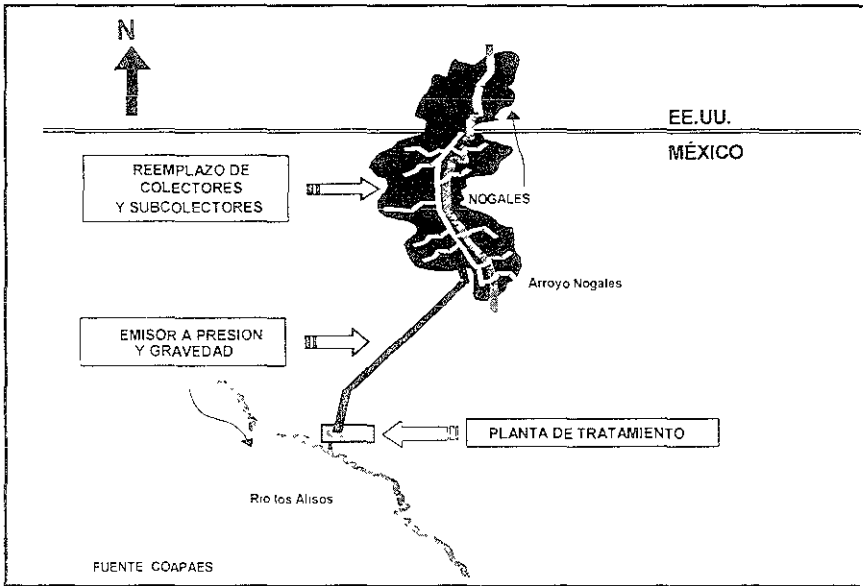 N
EE.UU.
MÉXICO
REEMPLAZO DE
COLECTORES
Y SUBCOLECTORES
NOGALES
Arroyo Nogales
EMISOR A PRESION
Y GRAVEDAD
PLANTA DE TRATAMIENTO
Rio los Alisos
FUENTE COAPAES